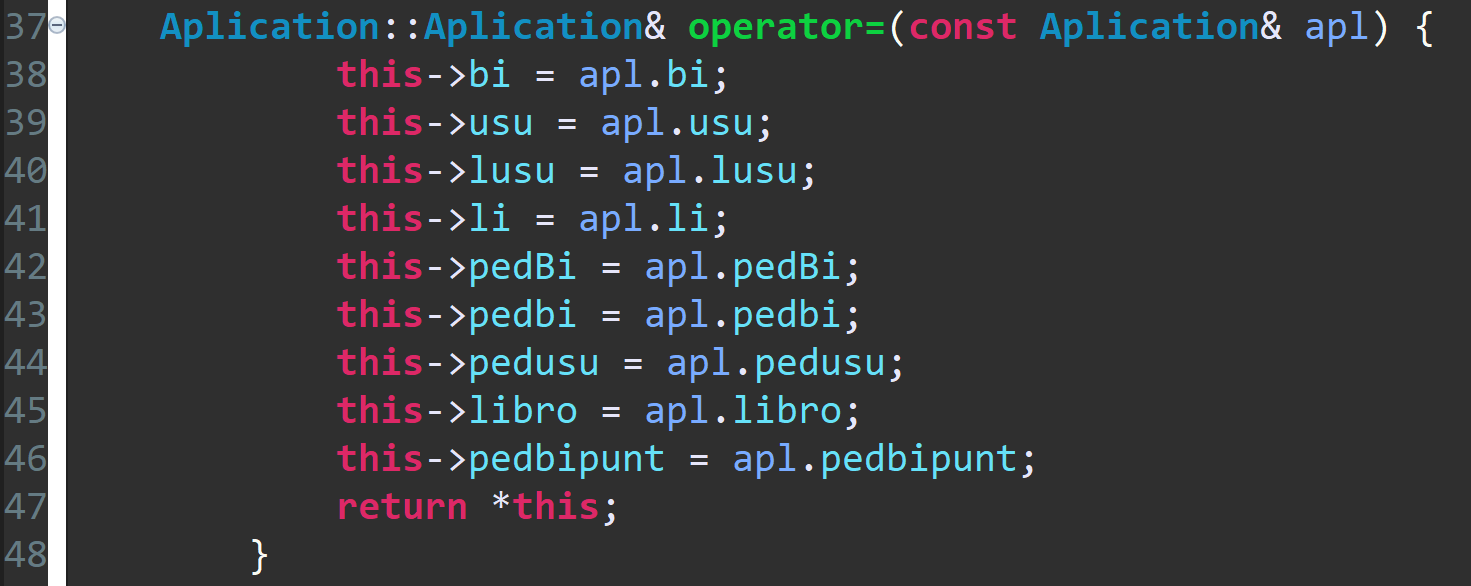 37 Aplication::Aplication& operator=(const Aplication& apl) {
38 this->bi = apl.bi;
39 this->usu = apl.usu;
40 this->lusu = apl.lusu;
41 this->li = apl.li;
42 this->pedBi = apl.pedBi;
43 this->pedbi = apl.pedbi;
44 this->pedusu = apl.pedusu;
45 this->libro = apl.libro;
46 this->pedbipunt = apl.pedbipunt;
47 return *this;
48 }